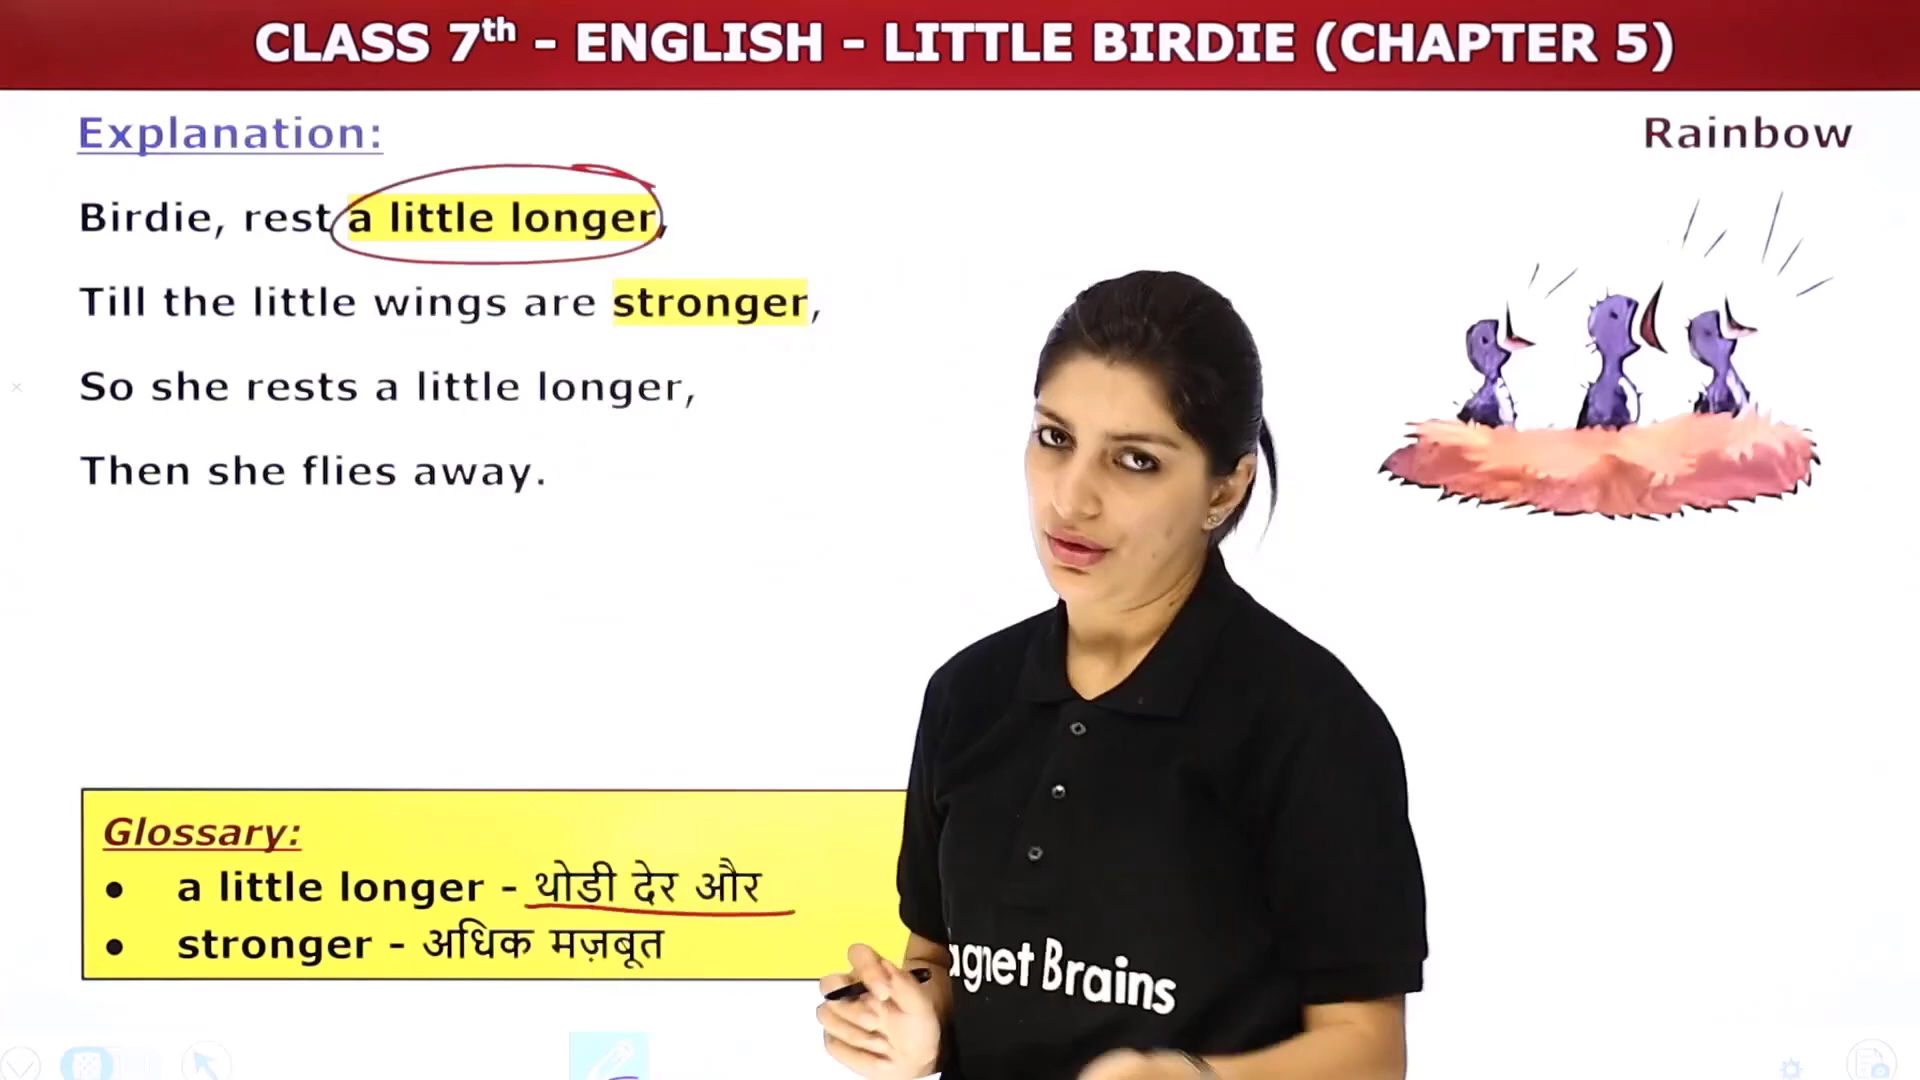 CLASS 7th - ENGLISH - LITTLE BIRDIE (CHAPTER 5)
Explanation:
Rainbow
Birdie, rest a little longer,
Till the little wings are stronger,
So she rests a little longer,
Then she flies away.
Glossary:
• a little longer - थोडी देर और
• stronger - अधिक मज़बूत
agnet Brains